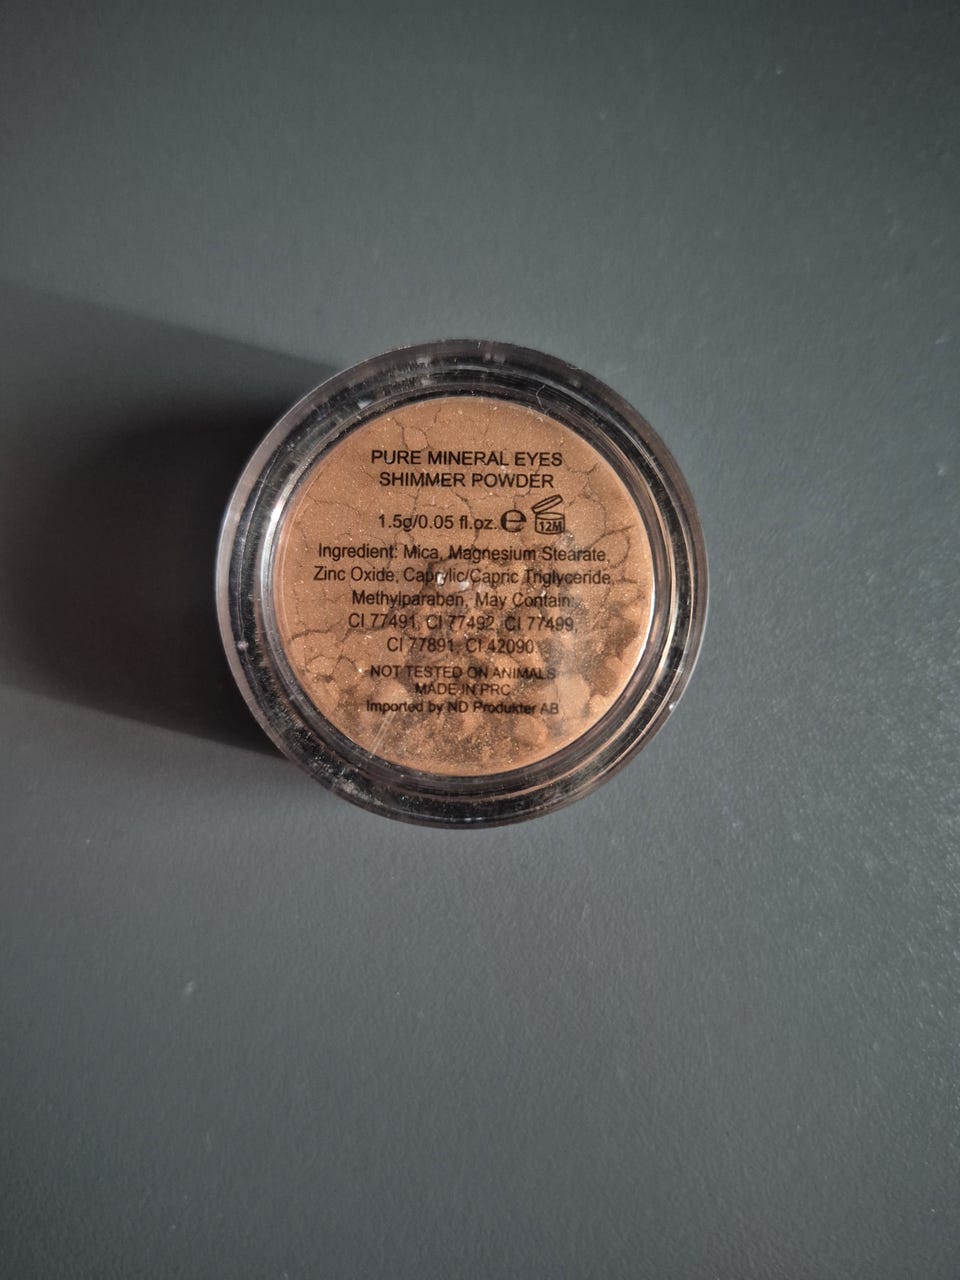 PURE MINERAL EYES
SHIMMER POWDER
1.5g/0.05 fl.oz. e 12M
Ingredient: Mica, Magnesium Stearate,
Zinc Oxide, Caprylic/Capric Triglyceride,
Methylparaben, May Contain:
CI 77491, CI 77492, CI 77499,
CI 77891, CI 42090.
NOT TESTED ON ANIMALS
MADE IN PRC
Imported by ND Produkter AB